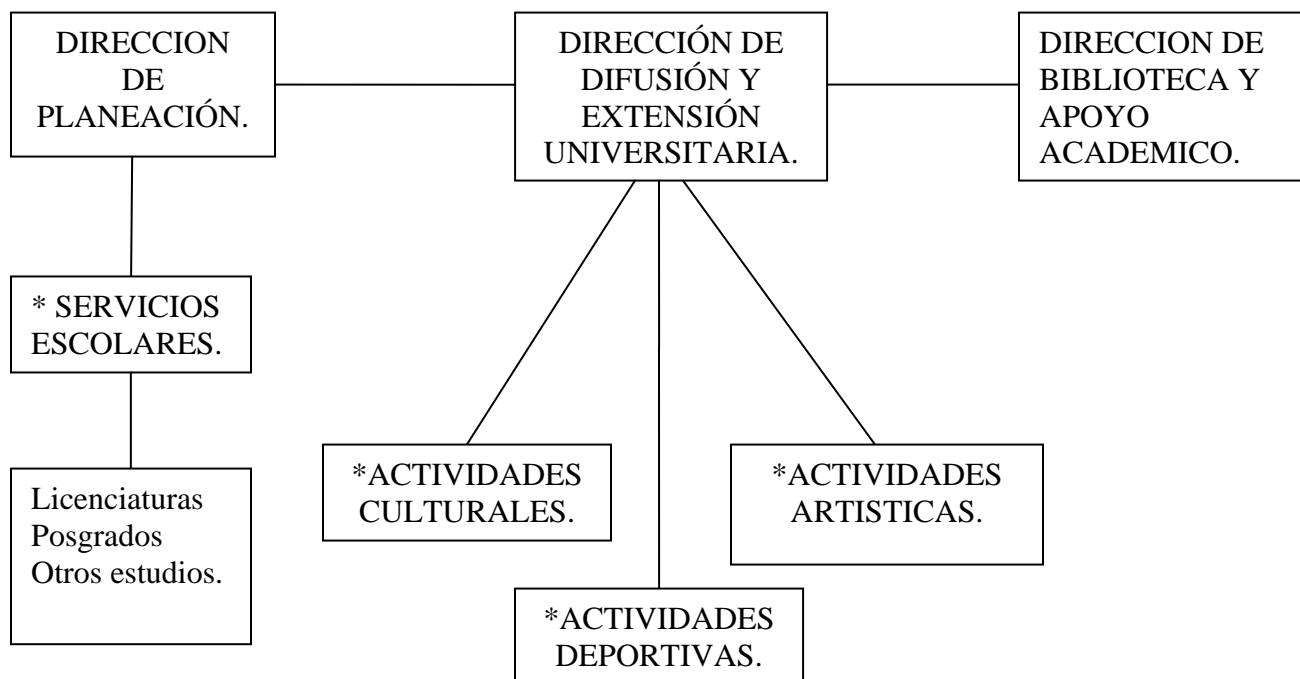 DIRECCION
DE
PLANEACIÓN.
DIRECCIÓN DE
DIFUSIÓN Y
EXTENSIÓN
UNIVERSITARIA.
DIRECCION DE
BIBLIOTECA Y
APOYO
ACADEMICO.
* SERVICIOS
ESCOLARES.
Licenciaturas
Posgrados
Otros estudios.
*ACTIVIDADES
CULTURALES.
*ACTIVIDADES
ARTISTICAS.
*ACTIVIDADES
DEPORTIVAS.